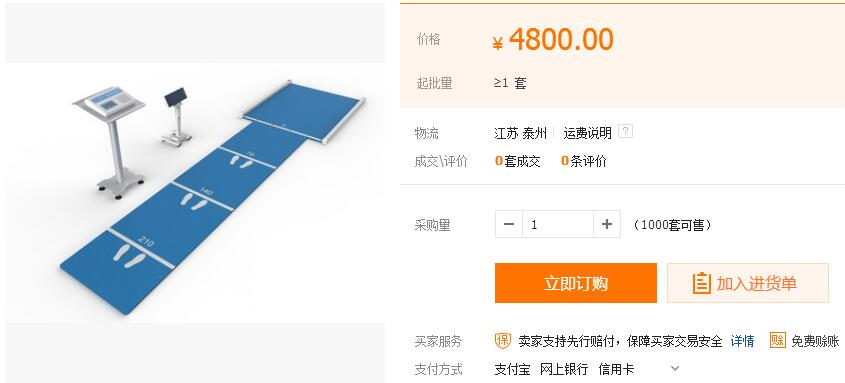 价格
¥ 4800.00
起批量
≥1 套
物流
江苏 泰州 运费说明 ?
成交\评价
0套成交 0条评价
采购量
1
(1000套可售)
立即订购
加入进货单
买家服务
保 卖家支持先行赔付,保障买家交易安全 详情 赊 免费赊账
支付方式
支付宝 网上银行 信用卡
70
140
210